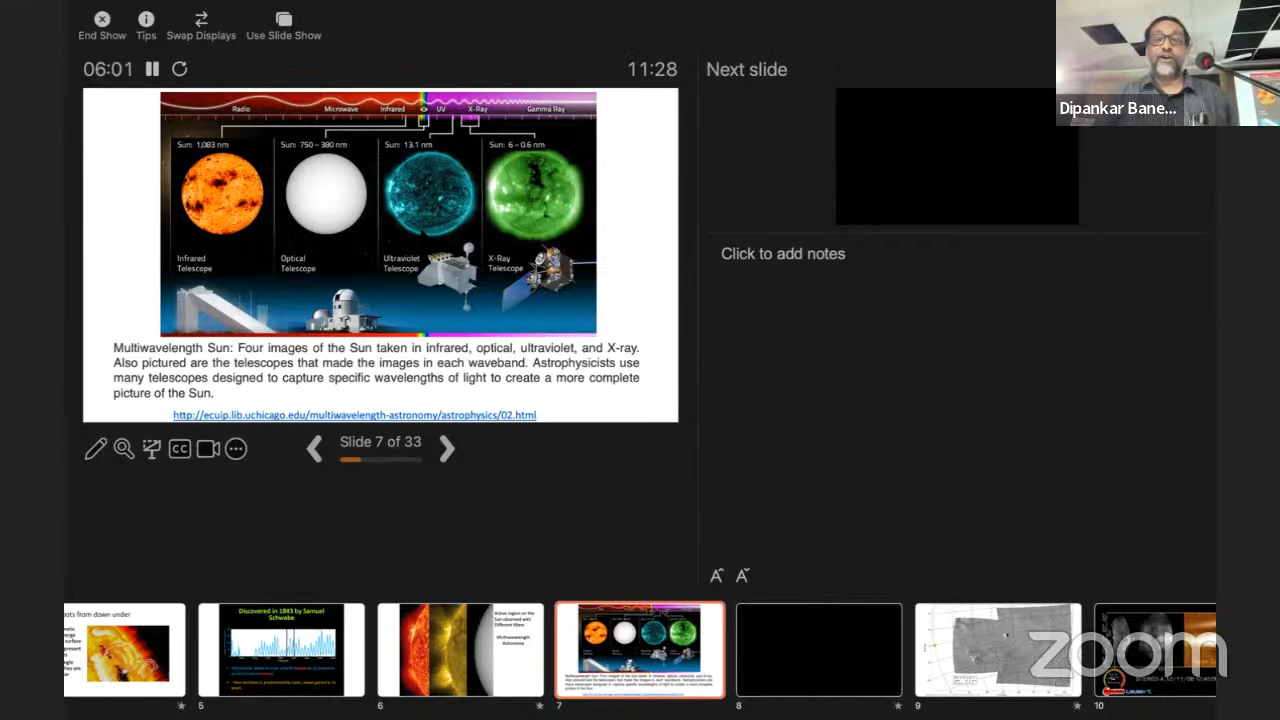 End Show
Tips
Swap Displays
Use Slide Show
06:01
11:28
Next slide
Dipankar Bane...
Radio
Microwave
Infrared
UV
X-Ray
Gamma Ray
Sun: 1,083 nm
Sun: 750 – 380 nm
Sun: 13.1 nm
Sun: 6 – 0.6 nm
Infrared
Telescope
Optical
Telescope
Ultraviolet
Telescope
X-Ray
Telescope
Multiwavelength Sun: Four images of the Sun taken in infrared, optical, ultraviolet, and X-ray.
Also pictured are the telescopes that made the images in each waveband. Astrophysicists use
many telescopes designed to capture specific wavelengths of light to create a more complete
picture of the Sun.
http://ecuip.lib.uchicago.edu/multiwavelength-astronomy/astrophysics/02.html
Click to add notes
CC
Slide 7 of 33
A A
ots from down under
Discovered in 1843 by Samuel
Schwabe
Active region on the
Sun observed with
Different filters
Multiwavelength
Astronomy
zoom
5
6
7
8
9
10